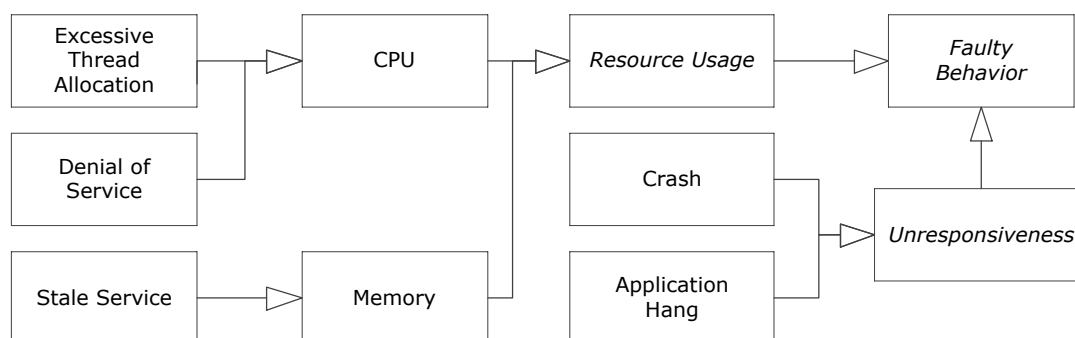 Excessive
Thread
Allocation
CPU
Resource Usage
Faulty
Behavior
Denial of
Service
Crash
Unresponsiveness
Stale Service
Memory
Application
Hang